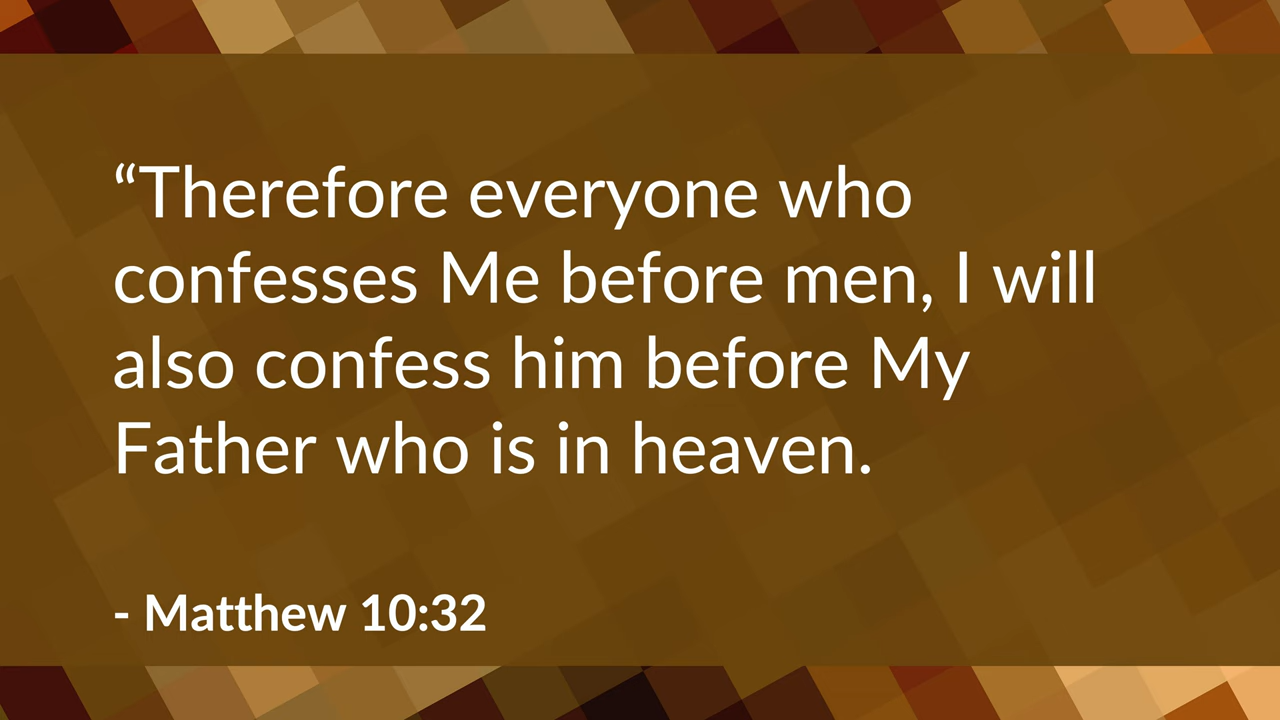 “Therefore everyone who
confesses Me before men, I will
also confess him before My
Father who is in heaven.
- Matthew 10:32